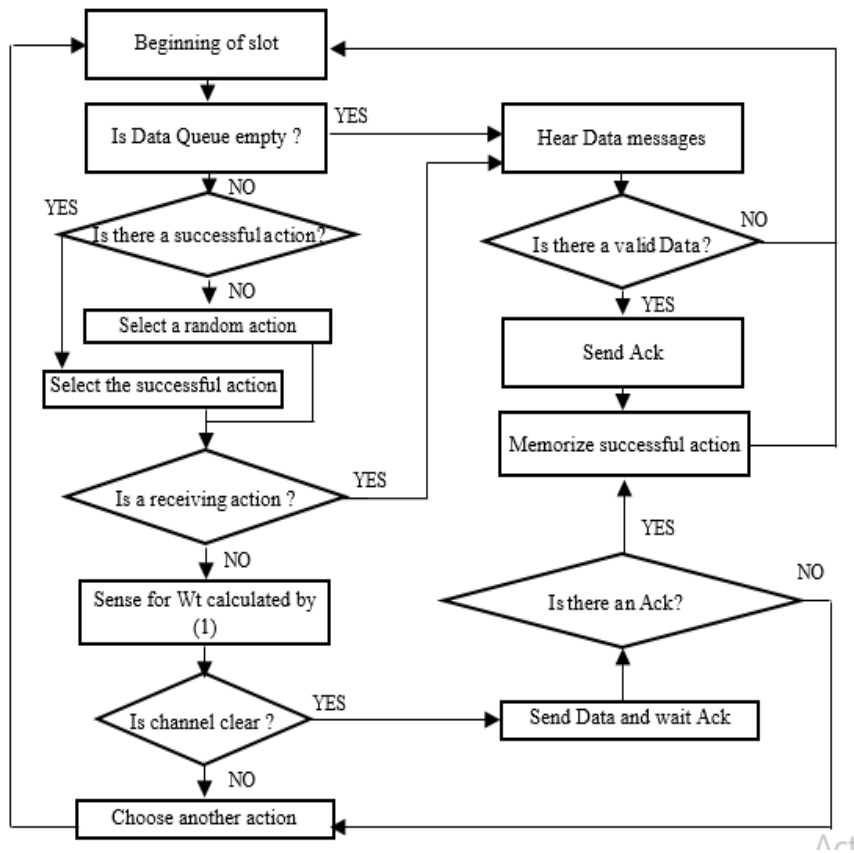 Beginning of slot
Is Data Queue empty ?
YES
Hear Data messages
NO
YES
Is there a successful action?
NO
Is there a valid Data?
NO
YES
Select a random action
Send Ack
Select the successful action
Memorize successful action
Is a receiving action ?
YES
NO
YES
Sense for Wt calculated by
(1)
Is there an Ack?
NO
Is channel clear ?
YES
Send Data and wait Ack
NO
Choose another action
Act